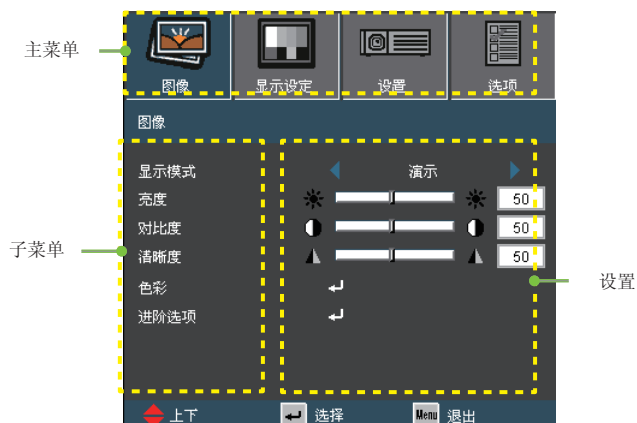 主菜单
图像 显示设定 设置 选项
图像
显示模式 演示
亮度 50
对比度 50
子菜单
清晰度 50
设置
色彩
进阶选项
上下 选择 Menu 退出